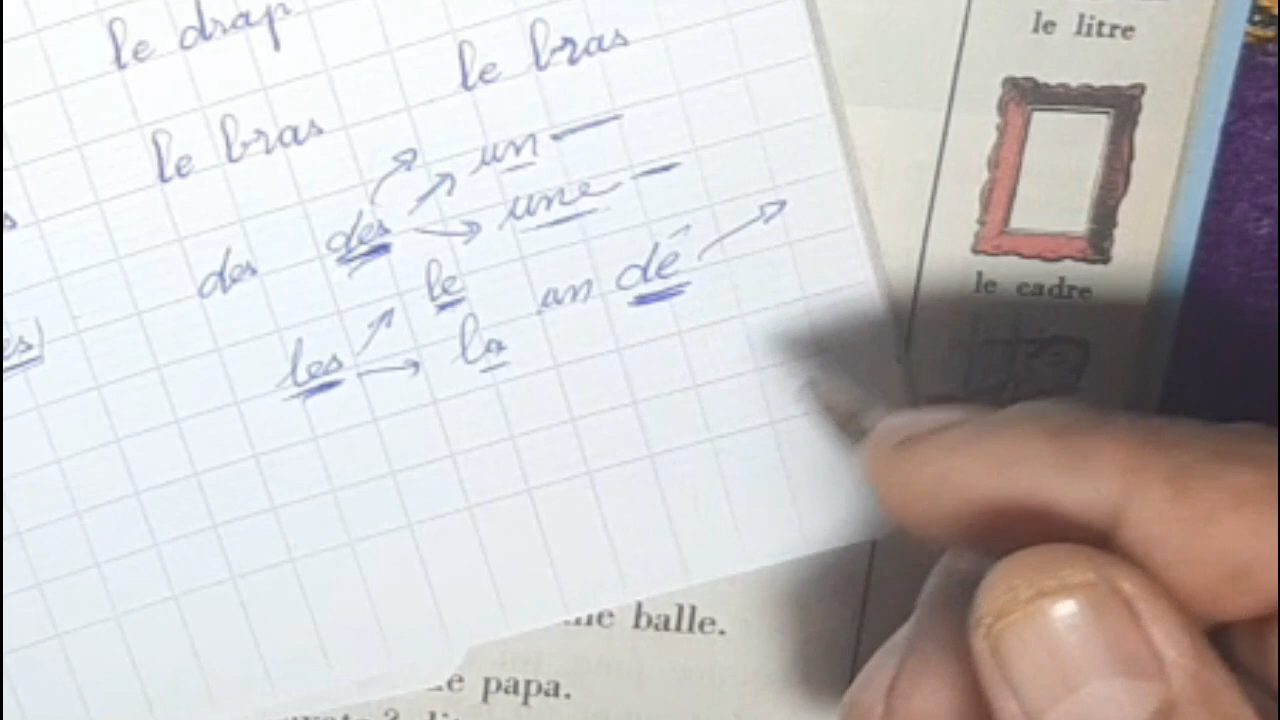 le drap
le bras
le bras
un
une
des des
le
an dé
les la
es
le litre
le cadre
balle.
papa.